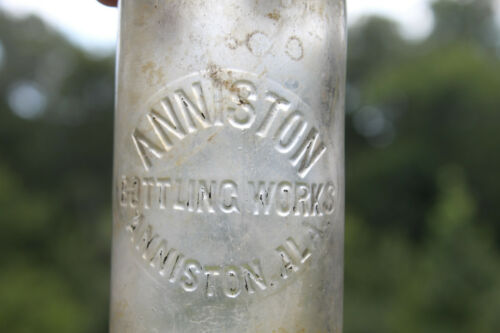 ANNISTON
BOTTLING WORKS
ANNISTON, ALA.